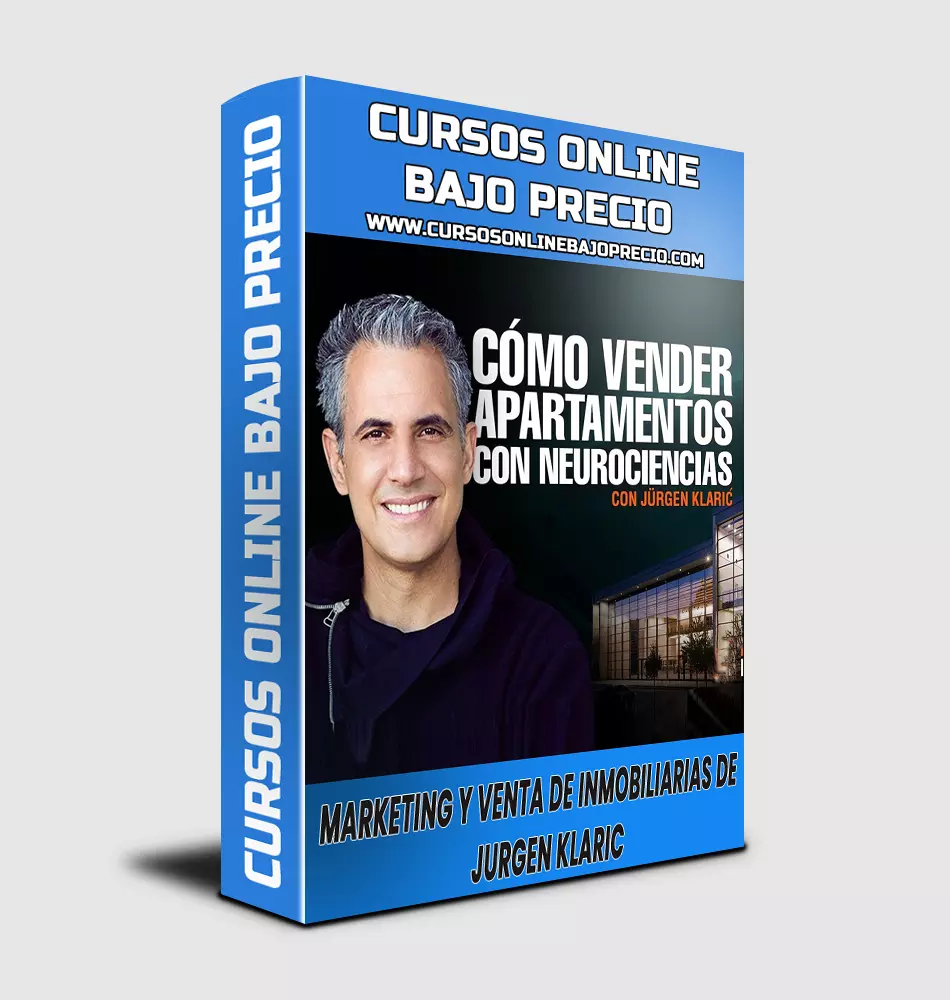 CURSOS ONLINE BAJO PRECIO
CURSOS ONLINE
BAJO PRECIO
WWW.CURSOSONLINEBAJOPRECIO.COM
CÓMO VENDER
APARTAMENTOS
CON NEUROCIENCIAS
CON JÜRGEN KLARIĆ
MARKETING Y VENTA DE INMOBILIARIAS DE
JURGEN KLARIC